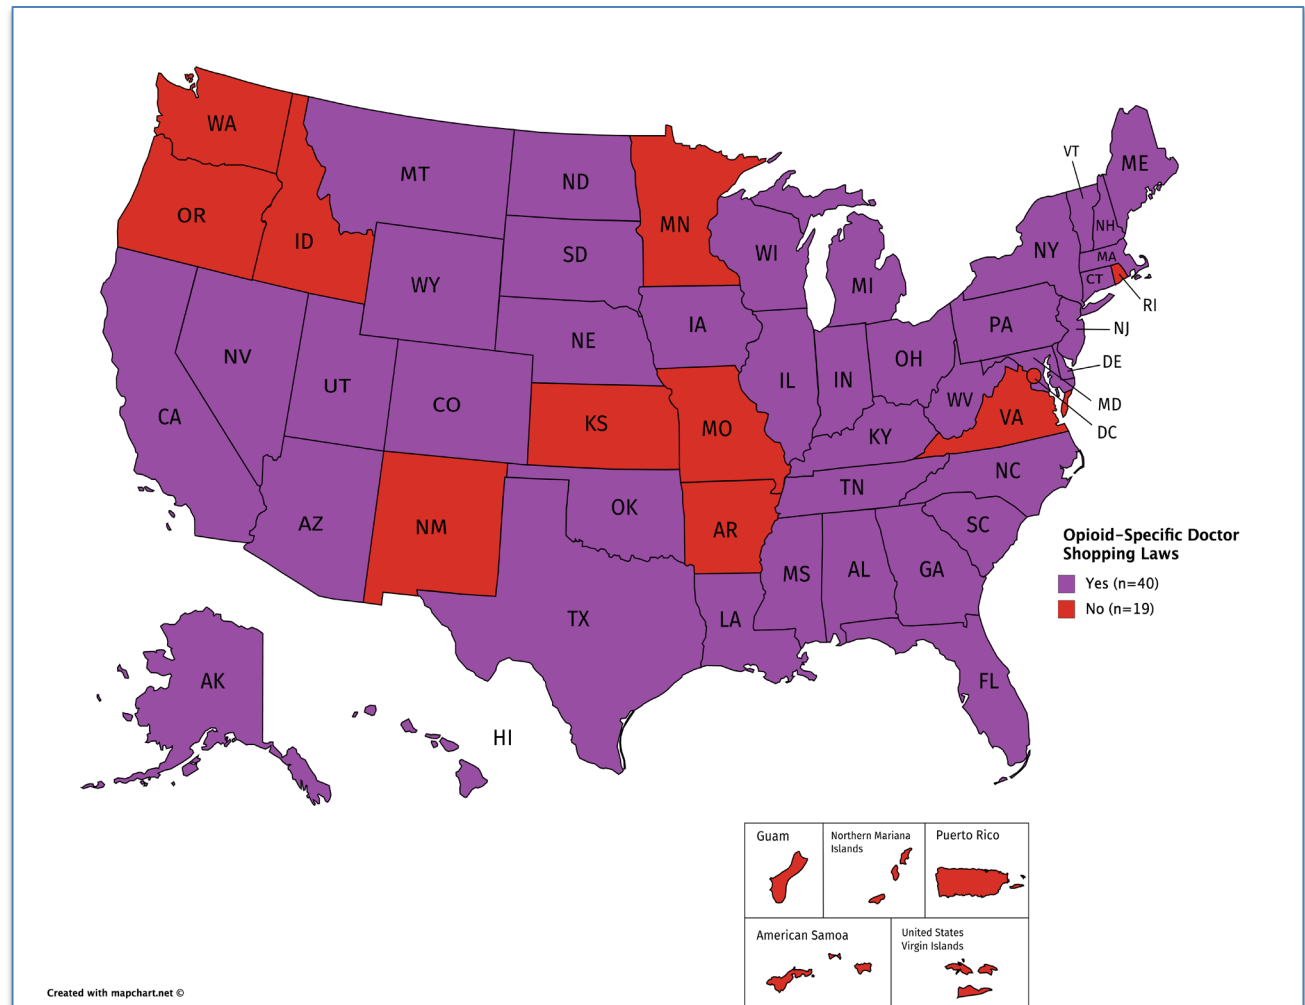 WA
MT
ND
MN
VT
ME
OR
ID
SD
WI
MI
NY
NH
MA
CT
RI
WY
IA
PA
NJ
NV
UT
NE
IL
IN
OH
DE
CA
CO
KS
MO
WV
VA
MD
DC
KY
NC
AZ
NM
OK
AR
TN
SC
TX
LA
MS
AL
GA
FL
AK
HI
Opioid-Specific Doctor
Shopping Laws
Yes (n=40)
No (n=19)
Guam
Northern Mariana
Islands
Puerto Rico
American Samoa
United States
Virgin Islands
Created with mapchart.net ©